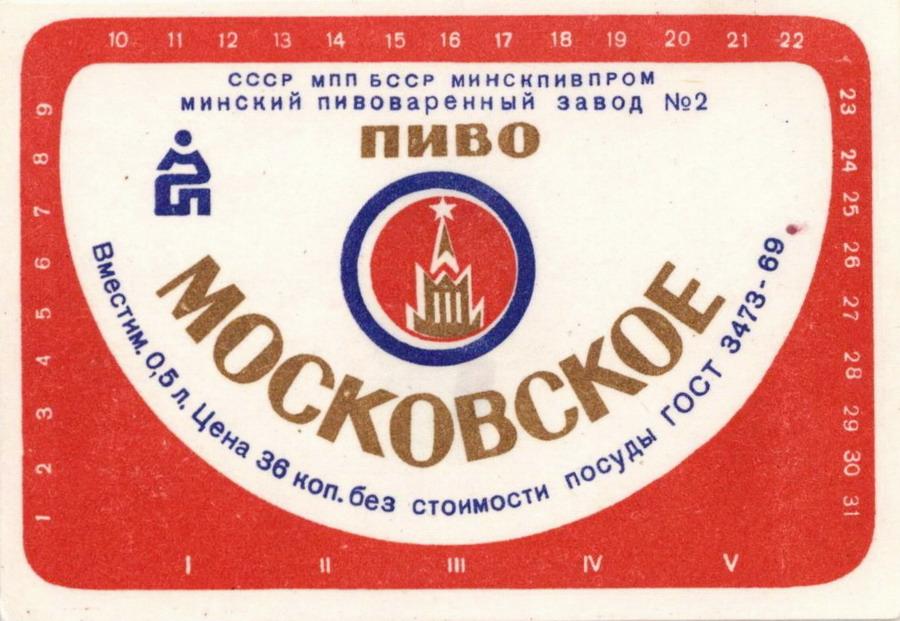 10 11 12 13 14 15 16 17 18 19 20 21 22
СССР МПП БССР МИНСКПИВПРОМ
МИНСКИЙ ПИВОВАРЕННЫЙ ЗАВОД №2
ПИВО
МОСКОВСКОЕ
Вместим. 0,5 л. Цена 36 коп. без стоимости посуды ГОСТ 3473-69
9
8
7
6
5
4
3
2
1
23
24
25
26
27
28
29
30
31
I II III IV V